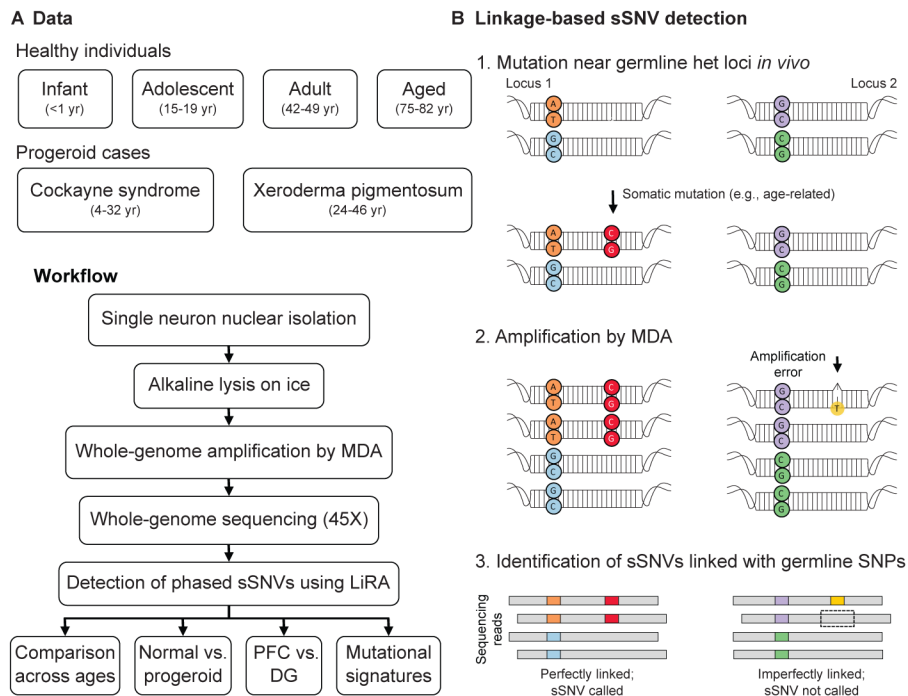 A Data
Healthy individuals
Infant
(<1 yr)
Adolescent
(15-19 yr)
Adult
(42-49 yr)
Aged
(75-82 yr)
Progeroid cases
Cockayne syndrome
(4-32 yr)
Xeroderma pigmentosum
(24-46 yr)
Workflow
Single neuron nuclear isolation
Alkaline lysis on ice
Whole-genome amplification by MDA
Whole-genome sequencing (45X)
Detection of phased sSNVs using LiRA
Comparison
across ages
Normal vs.
progeroid
PFC vs.
DG
Mutational
signatures
B Linkage-based sSNV detection
1. Mutation near germline het loci in vivo
Locus 1
Locus 2
A
T
G
C
G
C
C
G
Somatic mutation (e.g., age-related)
A C
T G
G
C
G
C
C
G
2. Amplification by MDA
A C
T G
A C
T G
G
C
G
C
Amplification
error
G
C T
G
C
C
G
C
G
3. Identification of sSNVs linked with germline SNPs
Sequencing
reads
Perfectly linked;
sSNV called
Imperfectly linked;
sSNV not called